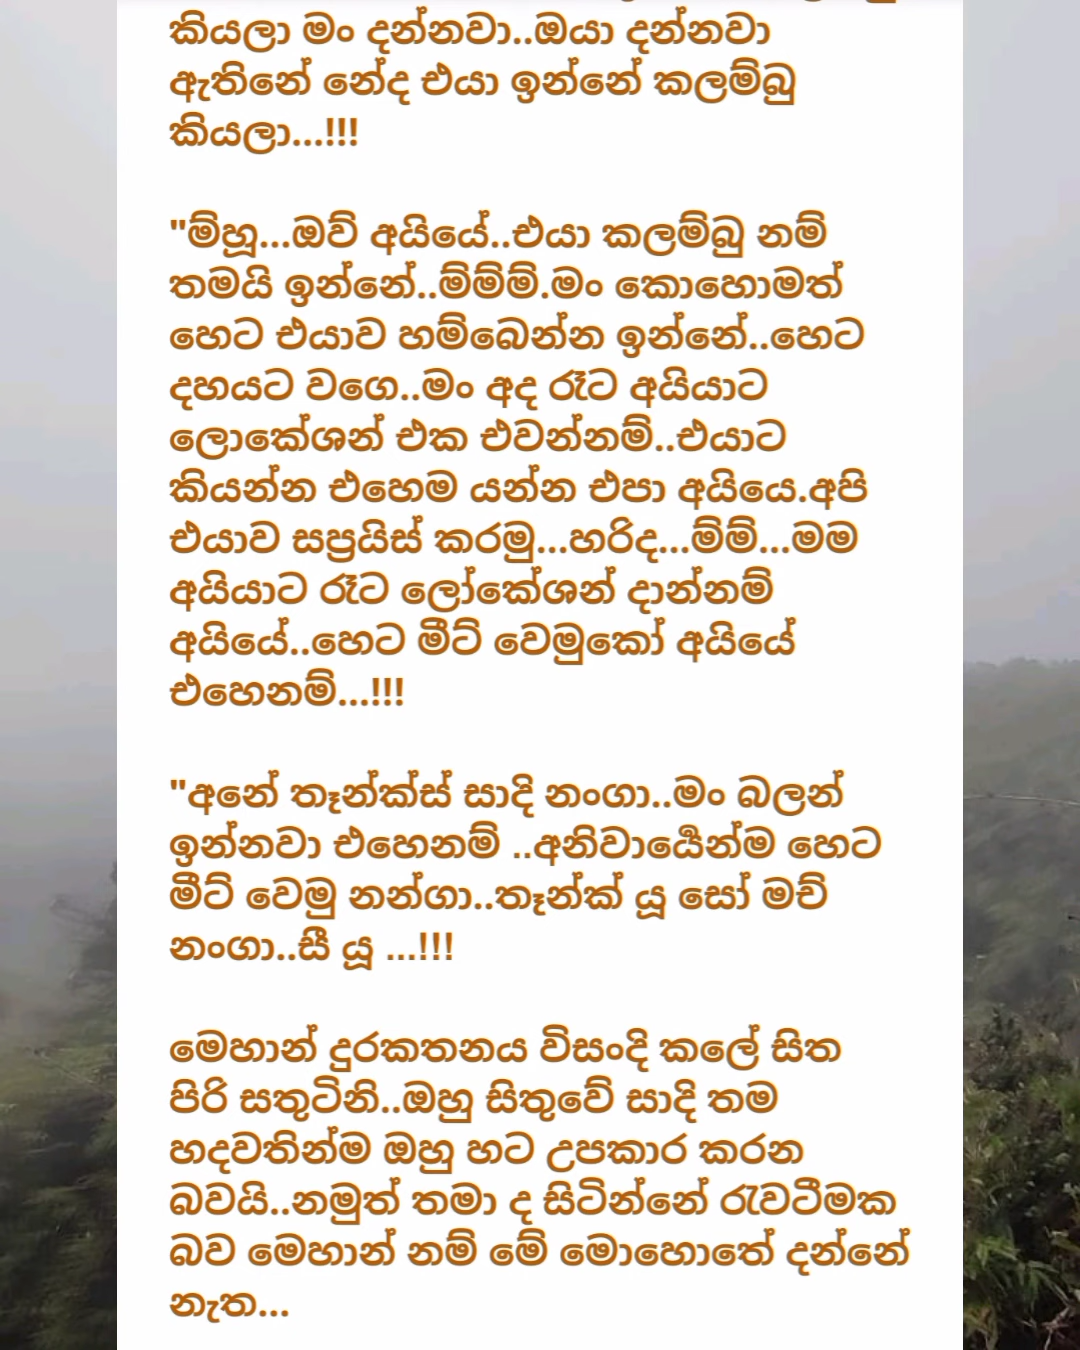 කියලා මං දන්නවා..ඔයා දන්නවා
ඇතිනේ නේද එයා ඉන්නේ කලම්බු
කියලා...!!!
"ම්හූ...ඔව් අයියේ..එයා කලම්බු නම්
තමයි ඉන්නේ..ම්ම්ම්.මං කොහොමත්
හෙට එයාව හම්බෙන්න ඉන්නේ..හෙට
දහයට වගෙ..මං අද රෑට අයියාට
ලොකේශන් එක එවන්නම්..එයාට
කියන්න එහෙම යන්න එපා අයියෙ.අපි
එයාව සප්‍රයිස් කරමු...හරිද...ම්ම්...මම
අයියාට රෑට ලෝකේශන් දාන්නම්
අයියේ..හෙට මීට් වෙමුකෝ අයියේ
එහෙනම්...!!!
"අනේ තෑන්ක්ස් සාදි නංගා..මං බලන්
ඉන්නවා එහෙනම් ..අනිවාර්‍යෙන්ම හෙට
මීට් වෙමු නන්ගා..තෑන්ක් යූ සෝ මච්
නංගා..සී යූ ...!!!
මෙහාන් දුරකතනය විසංදි කලේ සිත
පිරි සතුටිනි..ඔහු සිතුවේ සාදි තම
හදවතින්ම ඔහු හට උපකාර කරන
බවයි..නමුත් තමා ද සිටින්නේ රැවටීමක
බව මෙහාන් නම් මේ මොහොතේ දන්නේ
නැත...